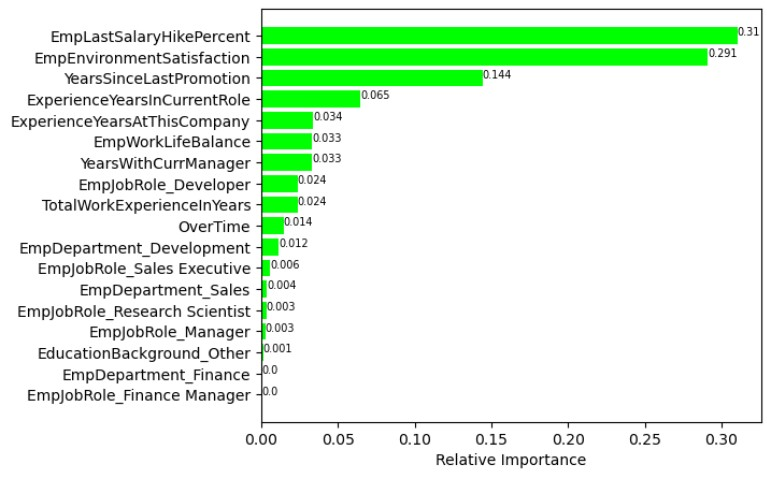 EmpLastSalaryHikePercent 0.31
EmpEnvironmentSatisfaction 0.291
YearsSinceLastPromotion 0.144
ExperienceYearsInCurrentRole 0.065
ExperienceYearsAtThisCompany 0.034
EmpWorkLifeBalance 0.033
YearsWithCurrManager 0.033
EmpJobRole_Developer 0.024
TotalWorkExperienceInYears 0.024
OverTime 0.014
EmpDepartment_Development 0.012
EmpJobRole_Sales Executive 0.006
EmpDepartment_Sales 0.004
EmpJobRole_Research Scientist 0.003
EmpJobRole_Manager 0.003
EducationBackground_Other 0.001
EmpDepartment_Finance 0.0
EmpJobRole_Finance Manager 0.0
0.00 0.05 0.10 0.15 0.20 0.25 0.30
Relative Importance